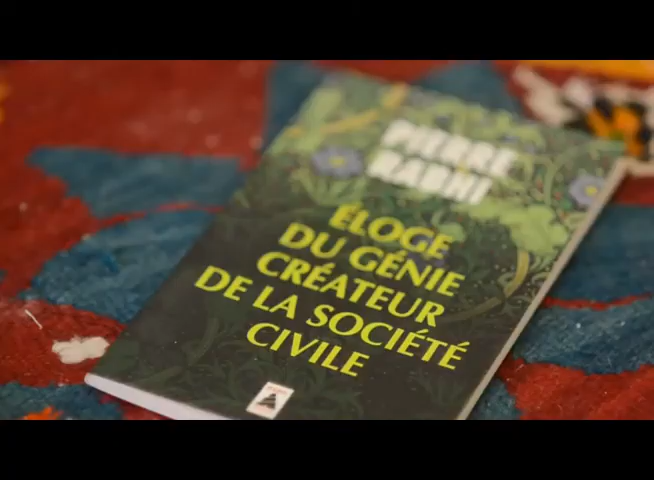 PIERRE
RABHI
ÉLOGE
DU GÉNIE
CRÉATEUR
DE LA SOCIÉTÉ
CIVILE